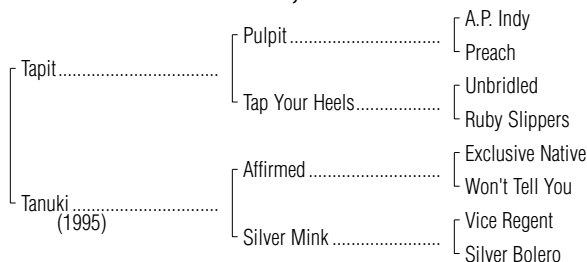 A.P. Indy
Pulpit
Preach
Tapit
Unbridled
Tap Your Heels
Ruby Slippers
Exclusive Native
Affirmed
Won't Tell You
Tanuki
(1995)
Vice Regent
Silver Mink
Silver Bolero